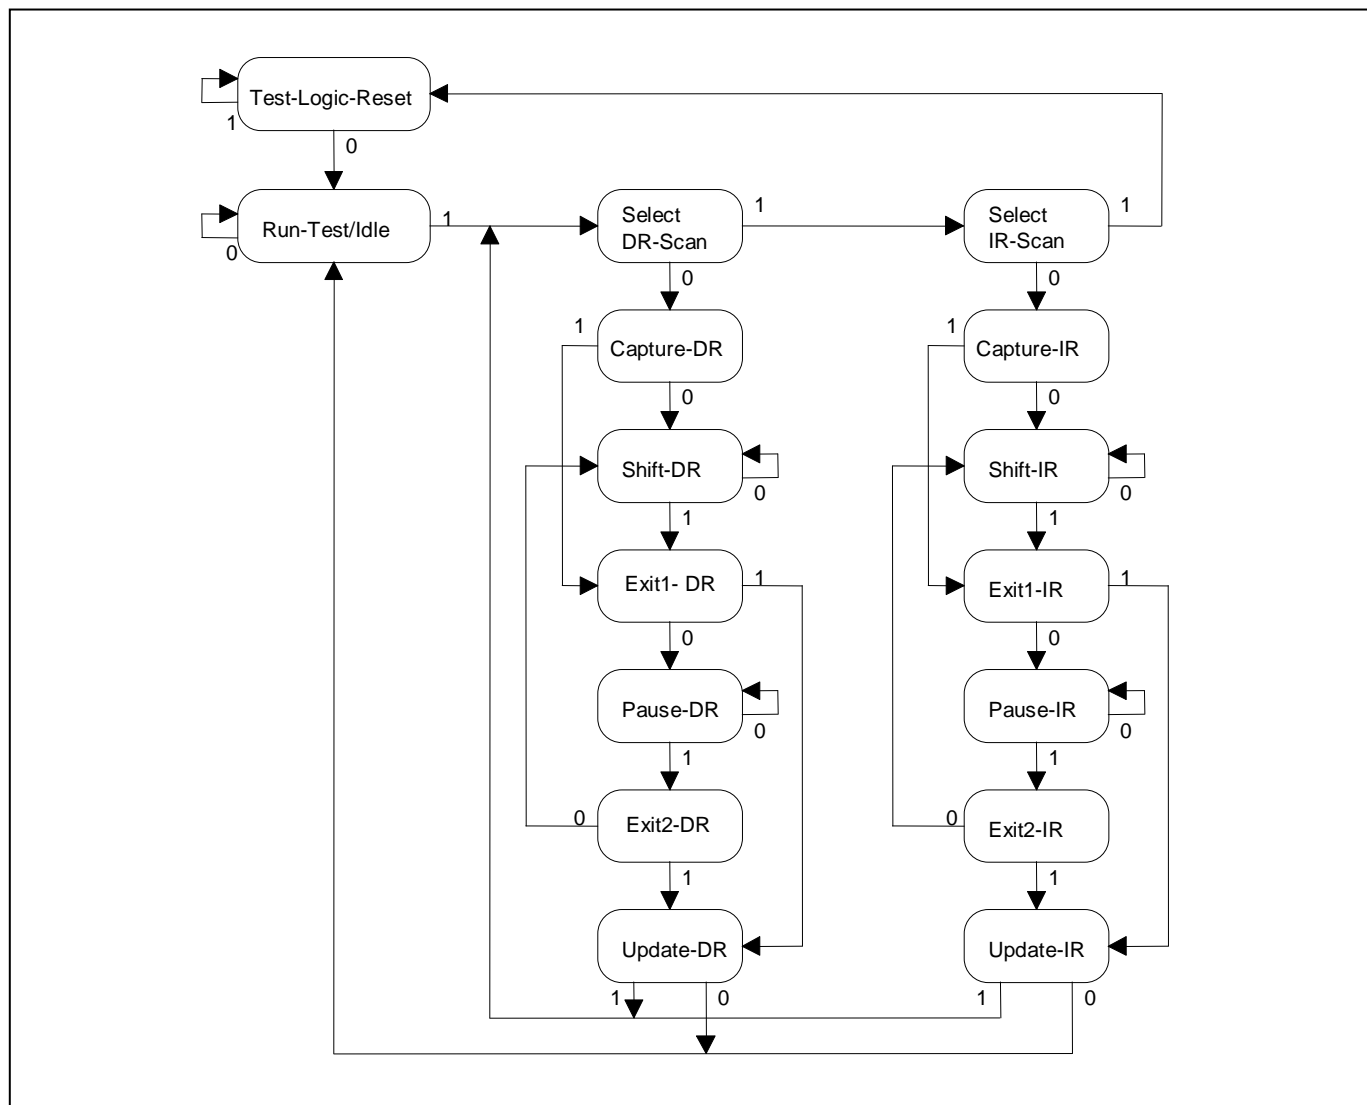 Test-Logic-Reset
1
0
Run-Test/Idle
0
1
Select
DR-Scan
1
0
Select
IR-Scan
1
0
1
Capture-DR
0
1
Capture-IR
0
Shift-DR
0
1
Shift-IR
0
1
Exit1- DR
1
0
Exit1-IR
1
0
Pause-DR
0
1
Pause-IR
0
1
0
Exit2-DR
1
0
Exit2-IR
1
Update-DR
1
0
Update-IR
1
0